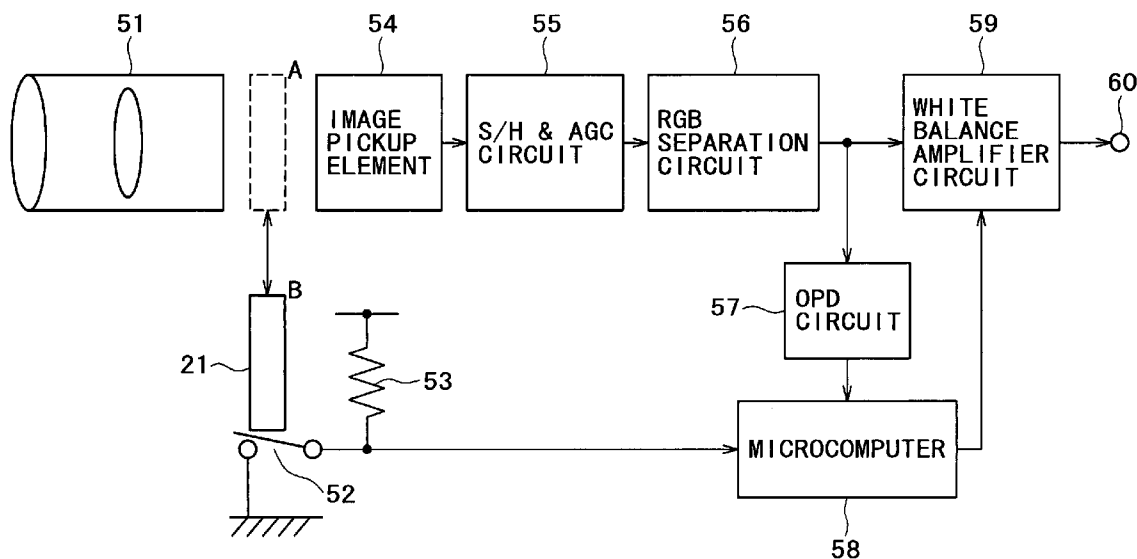 51
54
55
56
59
60
A
IMAGE
PICKUP
ELEMENT
S/H & AGC
CIRCUIT
RGB
SEPARATION
CIRCUIT
WHITE
BALANCE
AMPLIFIER
CIRCUIT
B
21
53
57
OPD
CIRCUIT
52
MICROCOMPUTER
58